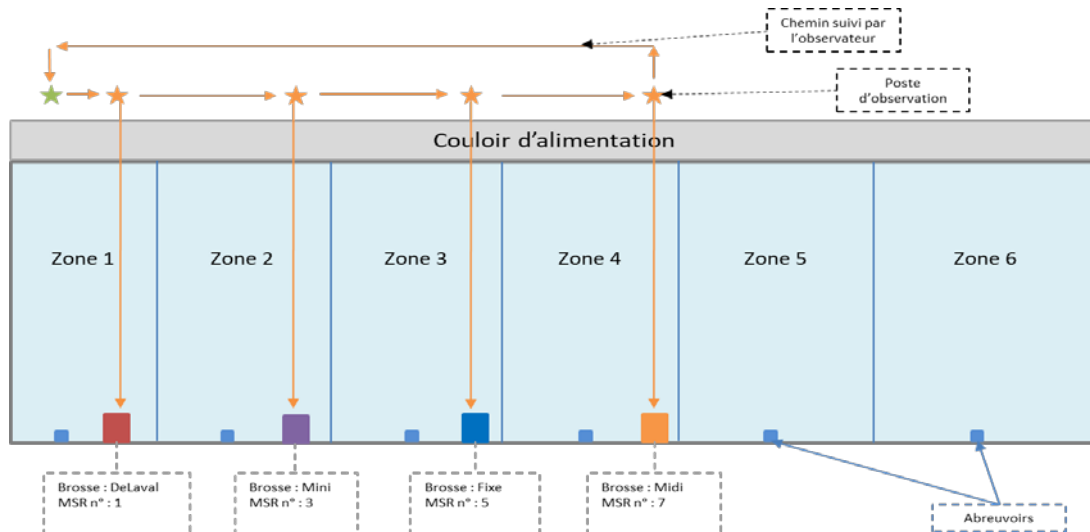 Chemin suivi par
l'observateur
Poste
d'observation
Couloir d'alimentation
Zone 1
Zone 2
Zone 3
Zone 4
Zone 5
Zone 6
Brosse : DeLaval
MSR n° : 1
Brosse : Mini
MSR n° : 3
Brosse : Fixe
MSR n° : 5
Brosse : Midi
MSR n° : 7
Abreuvoirs